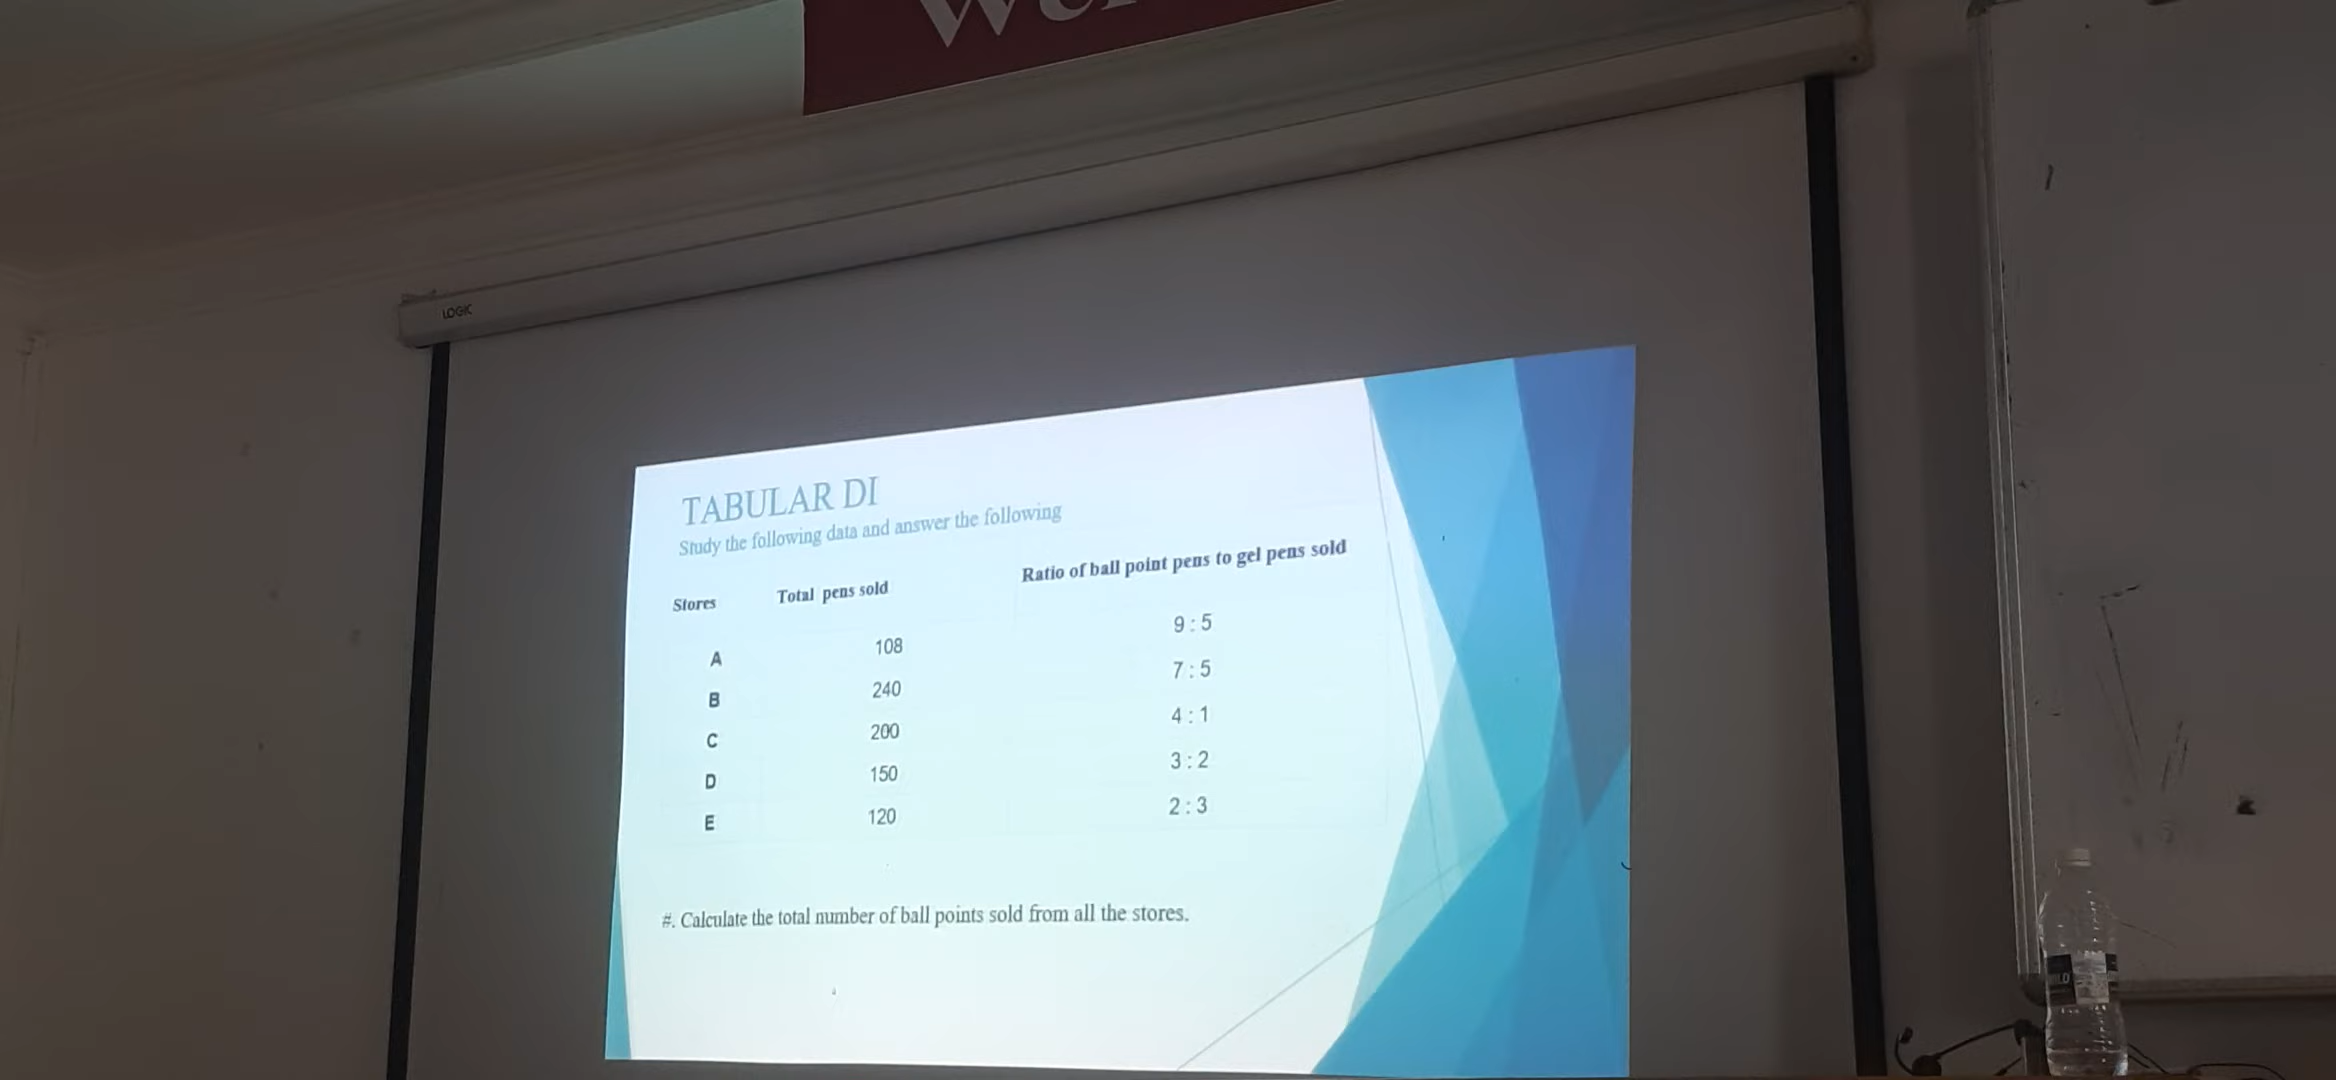 LOGIC
TABULAR DI
Study the following data and answer the following
Stores Total pens sold Ratio of ball point pens to gel pens sold
A 108 9 : 5
B 240 7 : 5
C 200 4 : 1
D 150 3 : 2
E 120 2 : 3
#. Calculate the total number of ball points sold from all the stores.